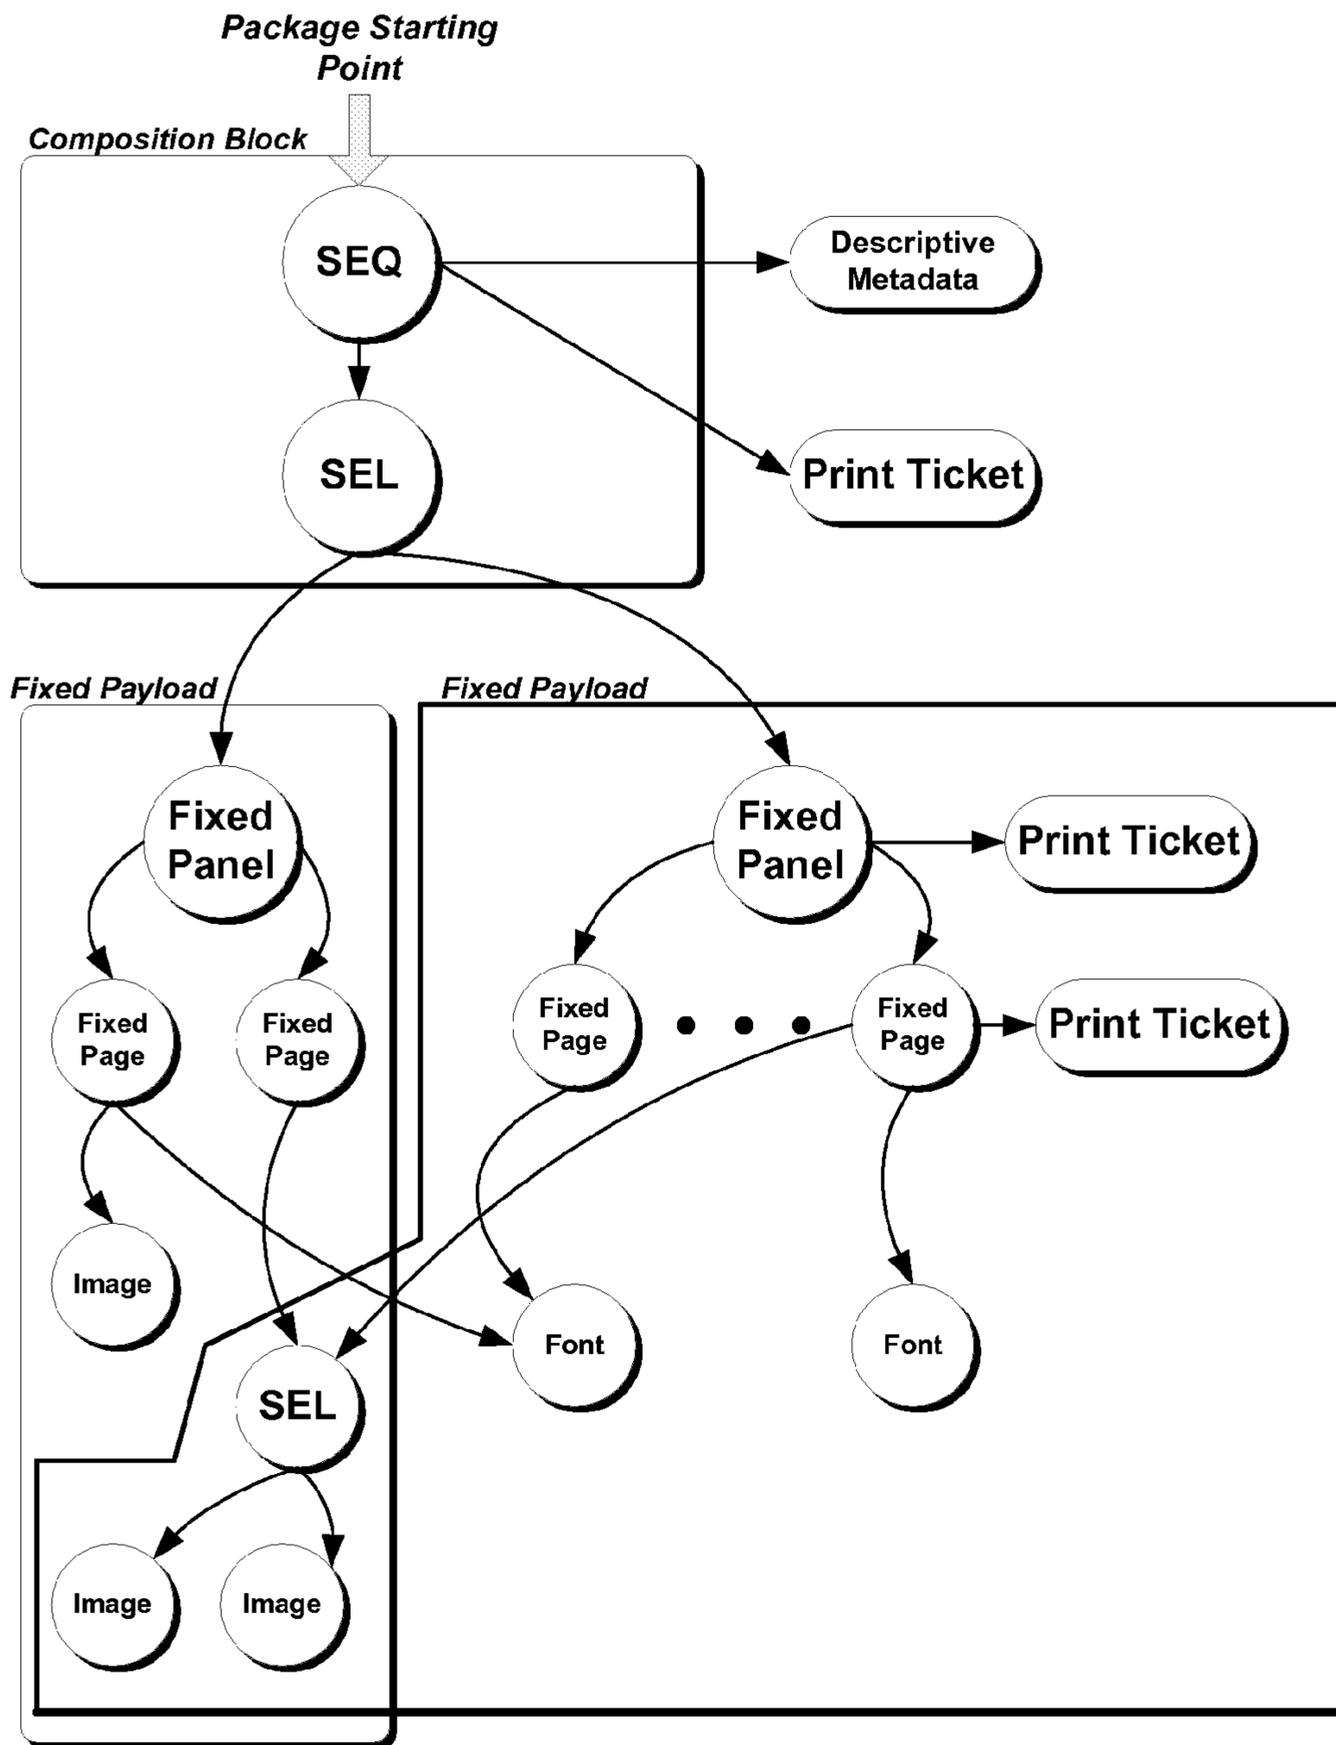 Package Starting
Point
Composition Block
SEQ
Descriptive
Metadata
SEL
Print Ticket
Fixed Payload
Fixed Payload
Fixed
Panel
Fixed
Panel
Print Ticket
Fixed
Page
Fixed
Page
Fixed
Page
Fixed
Page
Print Ticket
Image
Font
Font
SEL
Image
Image